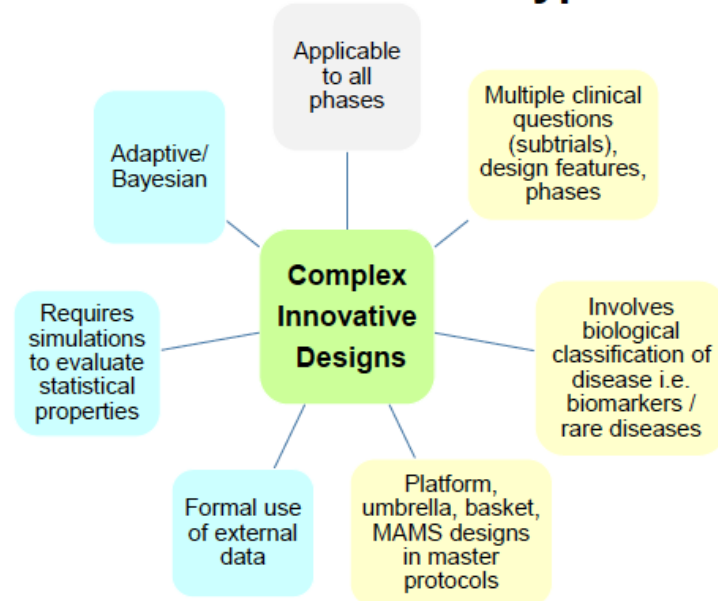 Applicable
to all
phases
Multiple clinical
questions
(subtrials),
design features,
phases
Adaptive/
Bayesian
Complex
Innovative
Designs
Requires
simulations
to evaluate
statistical
properties
Involves
biological
classification of
disease i.e.
biomarkers /
rare diseases
Formal use
of external
data
Platform,
umbrella, basket,
MAMS designs
in master
protocols